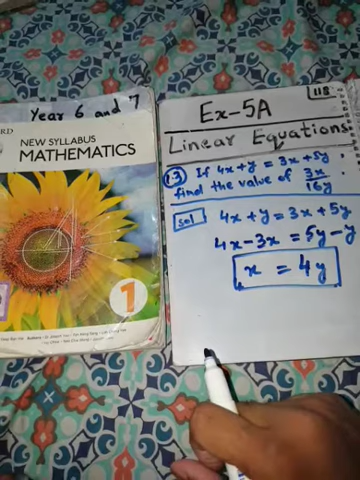 Year 6 and 7
NEW SYLLABUS
MATHEMATICS
1
118
Ex-5A
Linear Equations
Q3 If 4x+y = 3x+5y,
find the value of 3x/16y.
sol 4x+y = 3x+5y
4x-3x = 5y-y
x = 4y